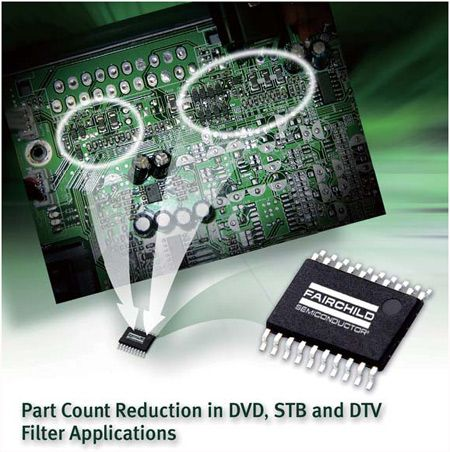 FAIRCHILD
SEMICONDUCTOR®
Part Count Reduction in DVD, STB and DTV
Filter Applications